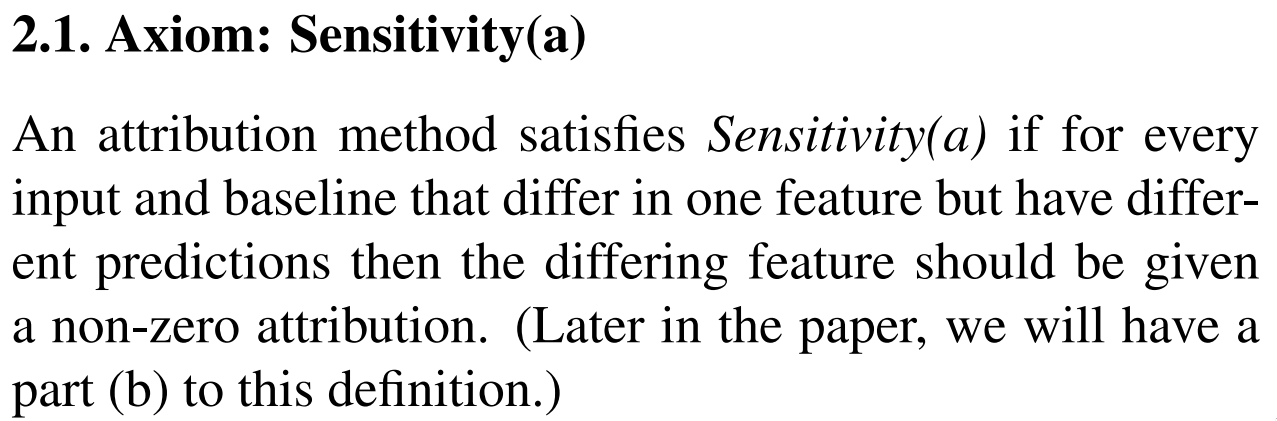 2.1. Axiom: Sensitivity(a)
An attribution method satisfies Sensitivity(a) if for every
input and baseline that differ in one feature but have differ-
ent predictions then the differing feature should be given
a non-zero attribution. (Later in the paper, we will have a
part (b) to this definition.)